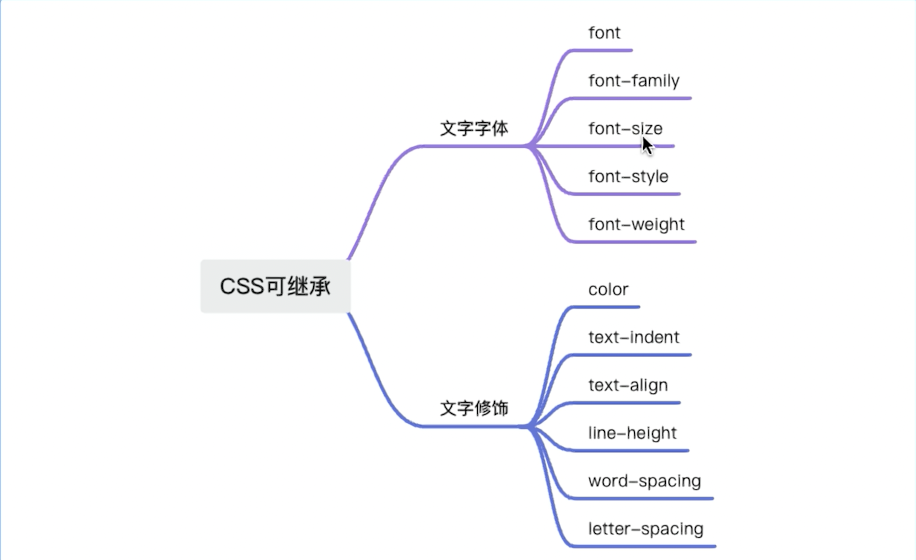 CSS可继承
文字字体
font
font-family
font-size
font-style
font-weight
文字修饰
color
text-indent
text-align
line-height
word-spacing
letter-spacing